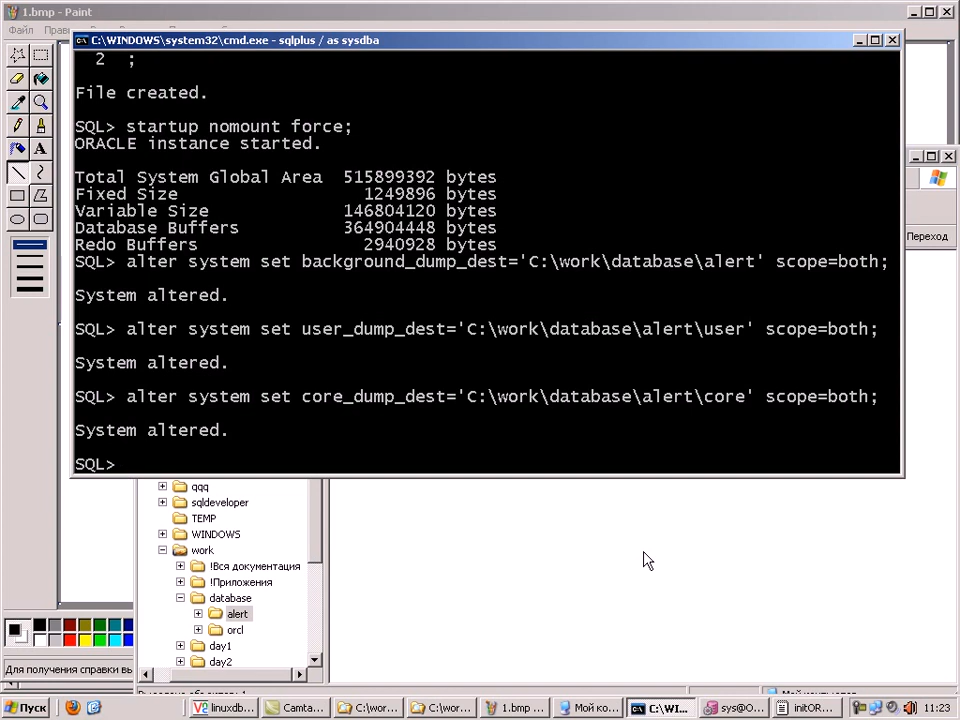 1.bmp - Paint
Файл
C:\WINDOWS\system32\cmd.exe - sqlplus / as sysdba
2 ;
File created.
SQL> startup nomount force;
ORACLE instance started.
Total System Global Area 515899392 bytes
Fixed Size 1249896 bytes
Variable Size 146804120 bytes
Database Buffers 364904448 bytes
Redo Buffers 2940928 bytes
SQL> alter system set background_dump_dest='C:\work\database\alert' scope=both;
System altered.
SQL> alter system set user_dump_dest='C:\work\database\alert\user' scope=both;
System altered.
SQL> alter system set core_dump_dest='C:\work\database\alert\core' scope=both;
System altered.
SQL>
Переход
qqq
sqldeveloper
TEMP
WINDOWS
work
!Вся документация
!Приложения
database
alert
orcl
day1
day2
Для получения справки вы
Пуск
linuxdb...
Camta...
C:\wor...
C:\wor...
1.bmp ...
Мой ко...
C:\WI...
sys@O...
initOR...
11:23